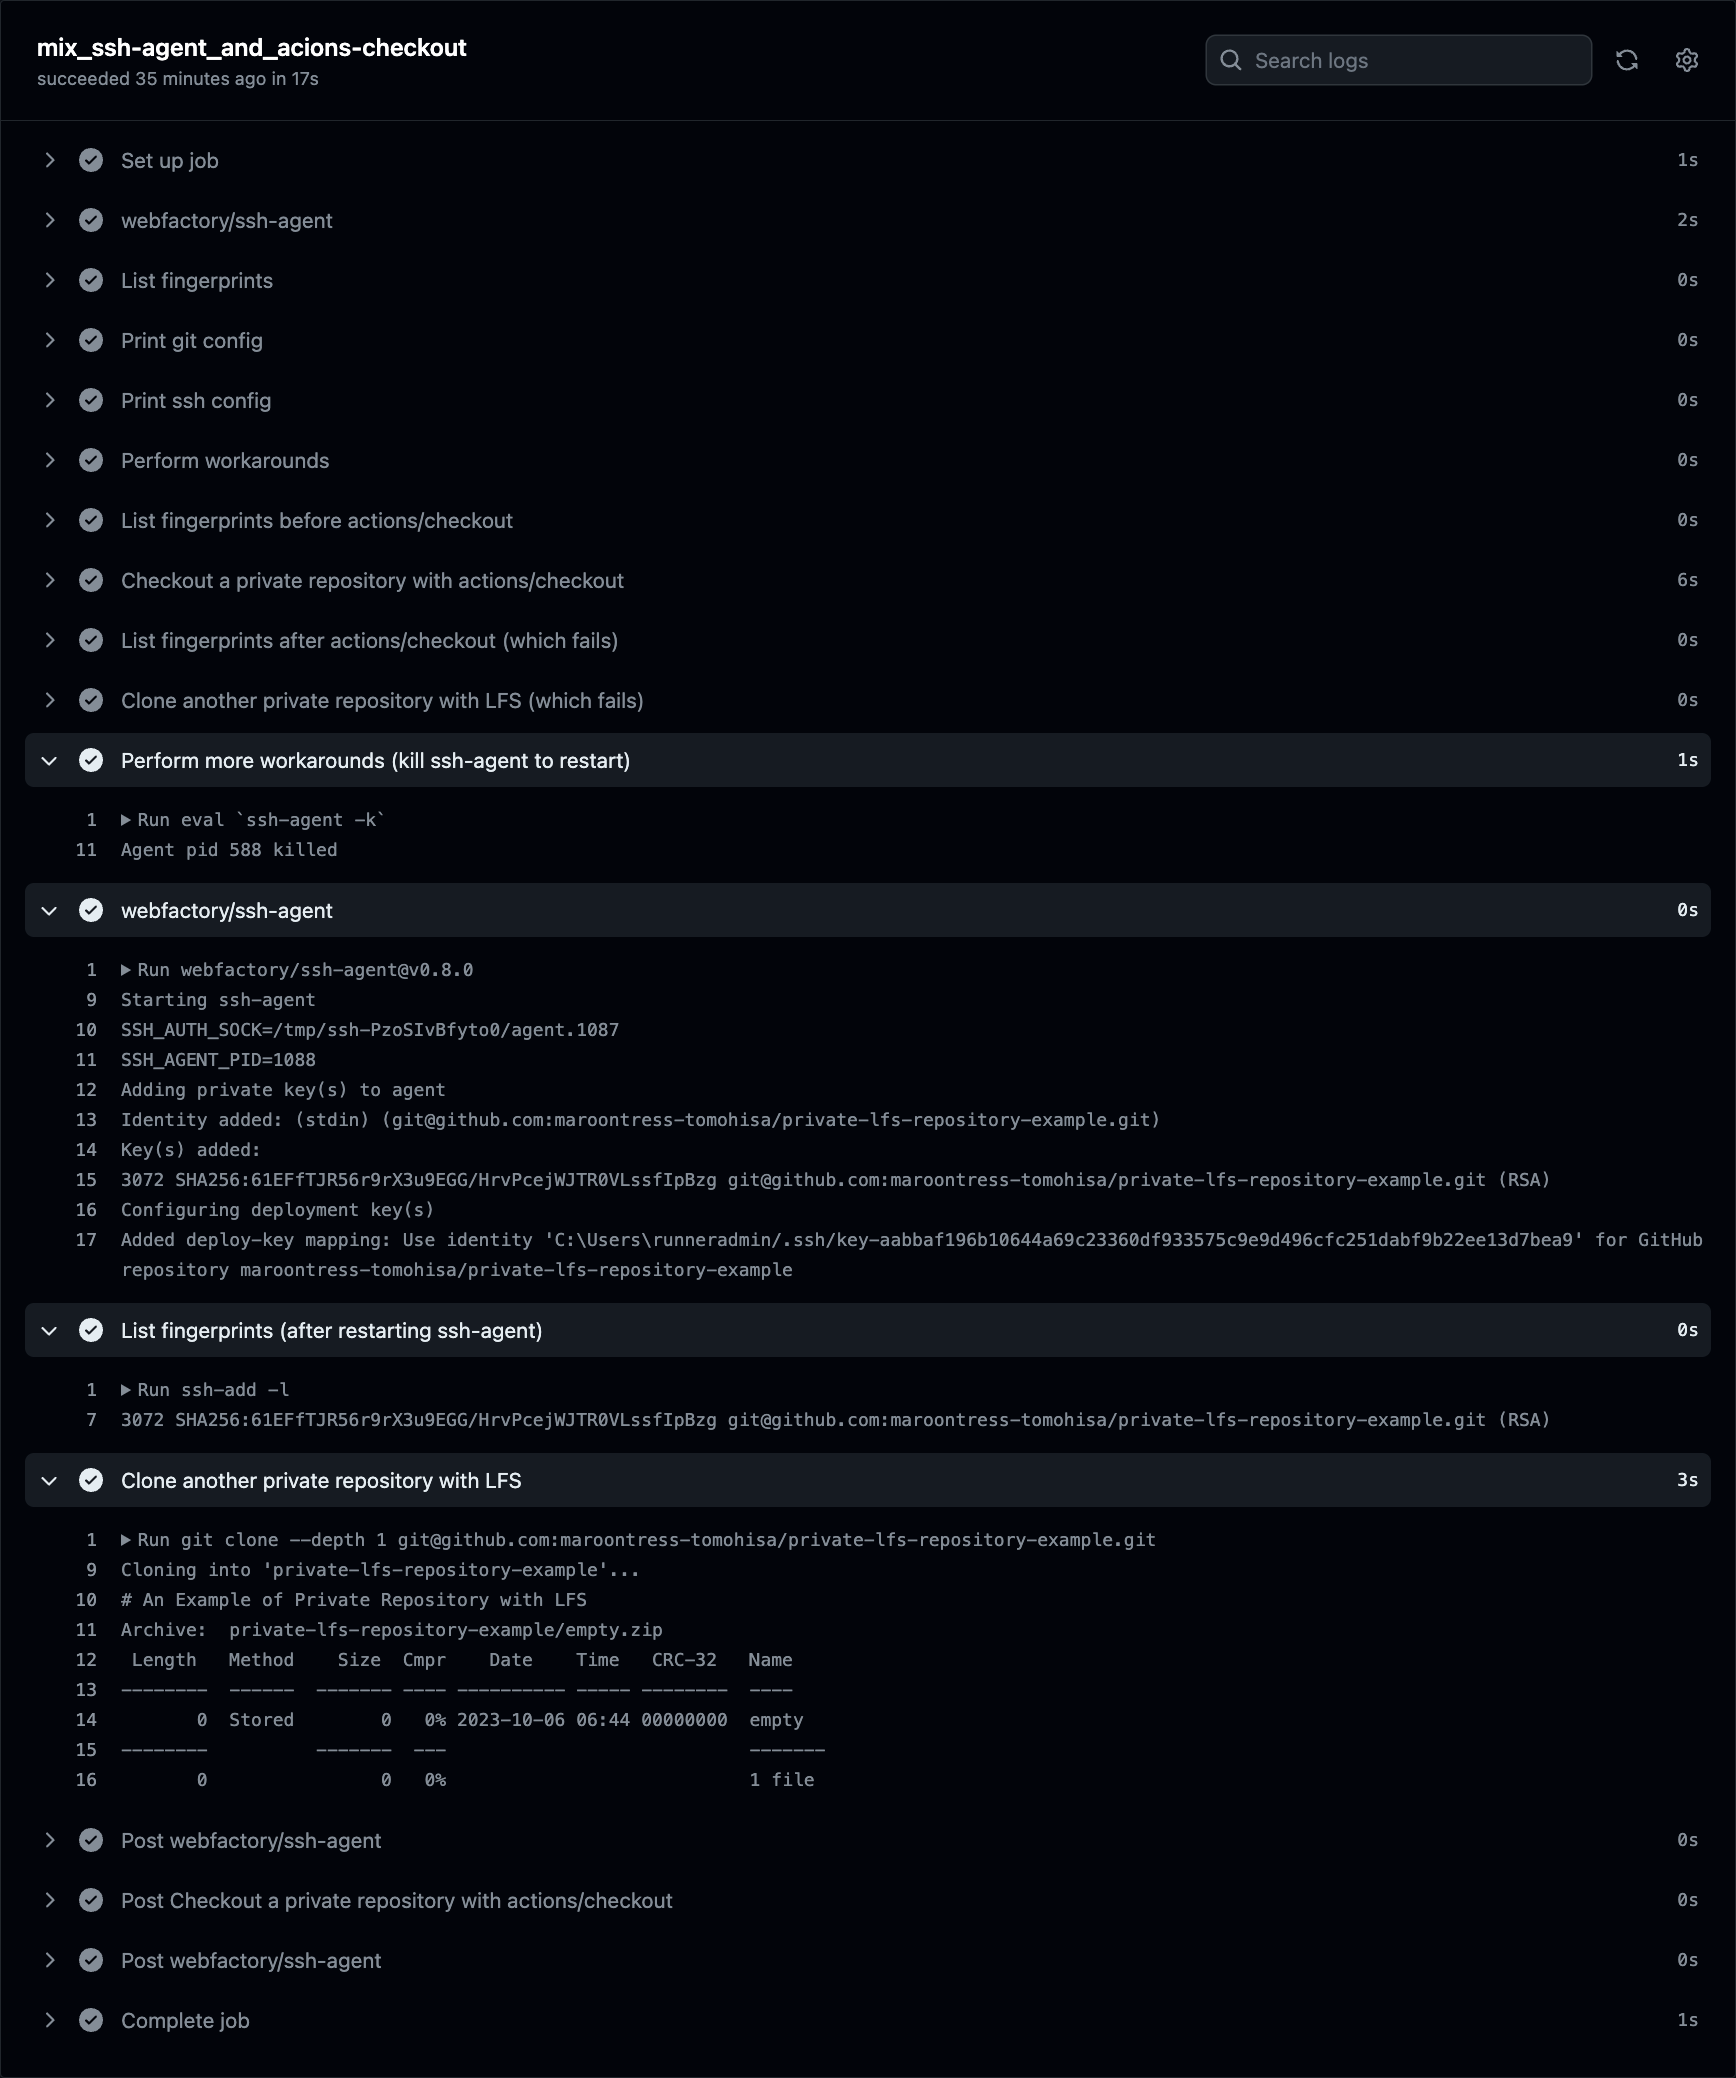 mix_ssh-agent_and_acions-checkout
succeeded 35 minutes ago in 17s
Search logs
Set up job 1s
webfactory/ssh-agent 2s
List fingerprints 0s
Print git config 0s
Print ssh config 0s
Perform workarounds 0s
List fingerprints before actions/checkout 0s
Checkout a private repository with actions/checkout 6s
List fingerprints after actions/checkout (which fails) 0s
Clone another private repository with LFS (which fails) 0s
Perform more workarounds (kill ssh-agent to restart) 1s
1 Run eval `ssh-agent -k`
11 Agent pid 588 killed
webfactory/ssh-agent 0s
1 Run webfactory/ssh-agent@v0.8.0
9 Starting ssh-agent
10 SSH_AUTH_SOCK=/tmp/ssh-PzoSIvBfyto0/agent.1087
11 SSH_AGENT_PID=1088
12 Adding private key(s) to agent
13 Identity added: (stdin) (git@github.com:maroontress-tomohisa/private-lfs-repository-example.git)
14 Key(s) added:
15 3072 SHA256:61EFfTJR56r9rX3u9EGG/HrvPcejWJTR0VLssfIpBzg git@github.com:maroontress-tomohisa/private-lfs-repository-example.git (RSA)
16 Configuring deployment key(s)
17 Added deploy-key mapping: Use identity 'C:\Users\runneradmin/.ssh/key-aabbaf196b10644a69c23360df933575c9e9d496cfc251dabf9b22ee13d7bea9' for GitHub
repository maroontress-tomohisa/private-lfs-repository-example
List fingerprints (after restarting ssh-agent) 0s
1 Run ssh-add -l
7 3072 SHA256:61EFfTJR56r9rX3u9EGG/HrvPcejWJTR0VLssfIpBzg git@github.com:maroontress-tomohisa/private-lfs-repository-example.git (RSA)
Clone another private repository with LFS 3s
1 Run git clone --depth 1 git@github.com:maroontress-tomohisa/private-lfs-repository-example.git
9 Cloning into 'private-lfs-repository-example'...
10 # An Example of Private Repository with LFS
11 Archive:  private-lfs-repository-example/empty.zip
12  Length   Method    Size  Cmpr    Date    Time   CRC-32   Name
13 --------  ------  ------- ---- ---------- ----- --------  ----
14        0  Stored        0   0% 2023-10-06 06:44 00000000  empty
15 --------          -------  ---                            -------
16        0                0   0%                            1 file
Post webfactory/ssh-agent 0s
Post Checkout a private repository with actions/checkout 0s
Post webfactory/ssh-agent 0s
Complete job 1s